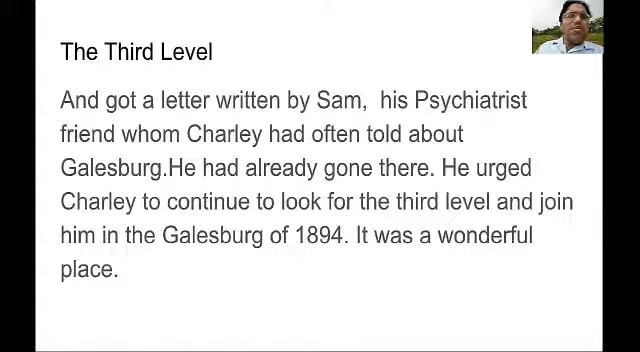 The Third Level
And got a letter written by Sam, his Psychiatrist
friend whom Charley had often told about
Galesburg.He had already gone there. He urged
Charley to continue to look for the third level and join
him in the Galesburg of 1894. It was a wonderful
place.